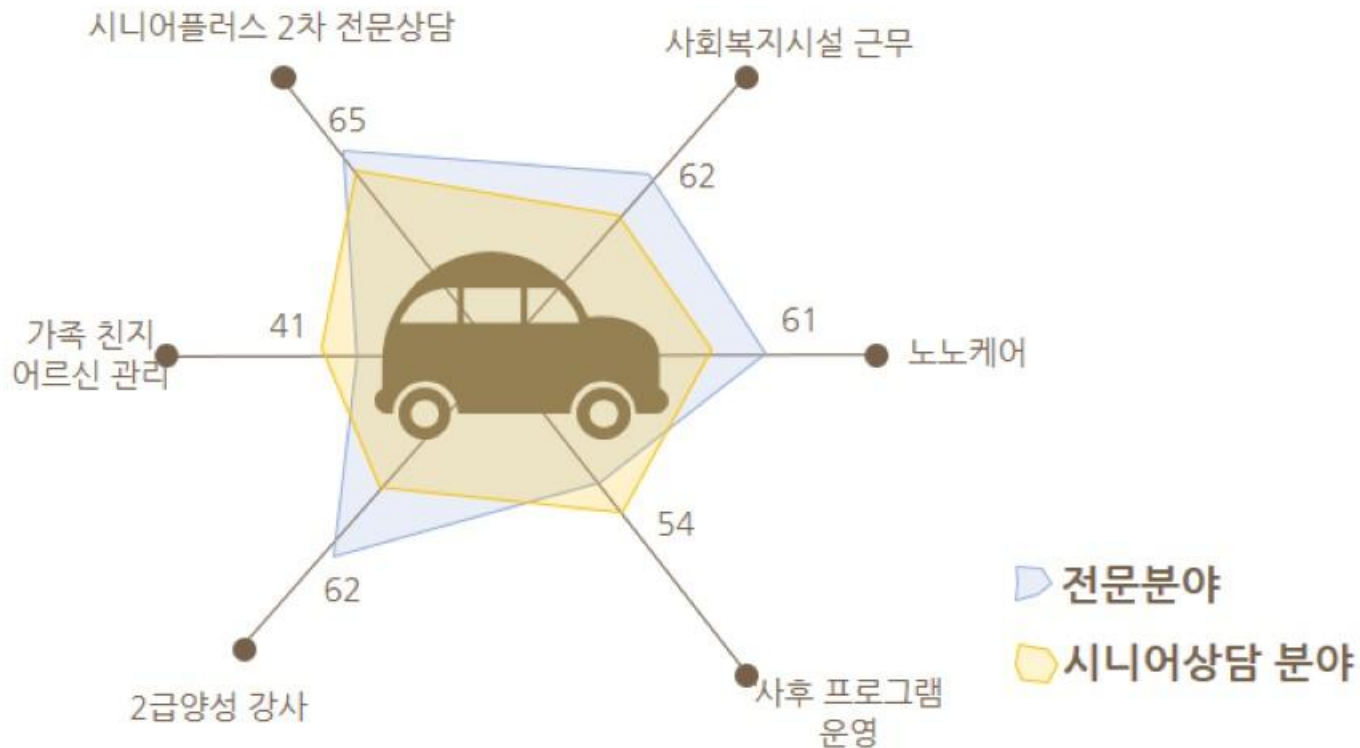 시니어플러스 2차 전문상담
사회복지시설 근무
65
62
가족 친지
어르신 관리
41
61
노노케어
62
54
2급양성 강사
사후 프로그램
운영
전문분야
시니어상담 분야